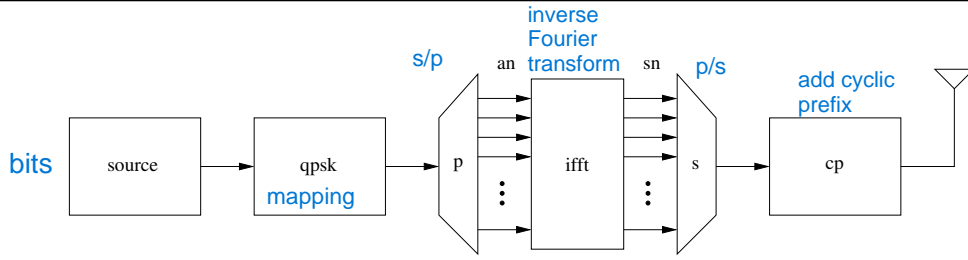 inverse
Fourier
transform
s/p
an
sn
p/s
add cyclic
prefix
bits
source
qpsk
mapping
p
ifft
s
cp